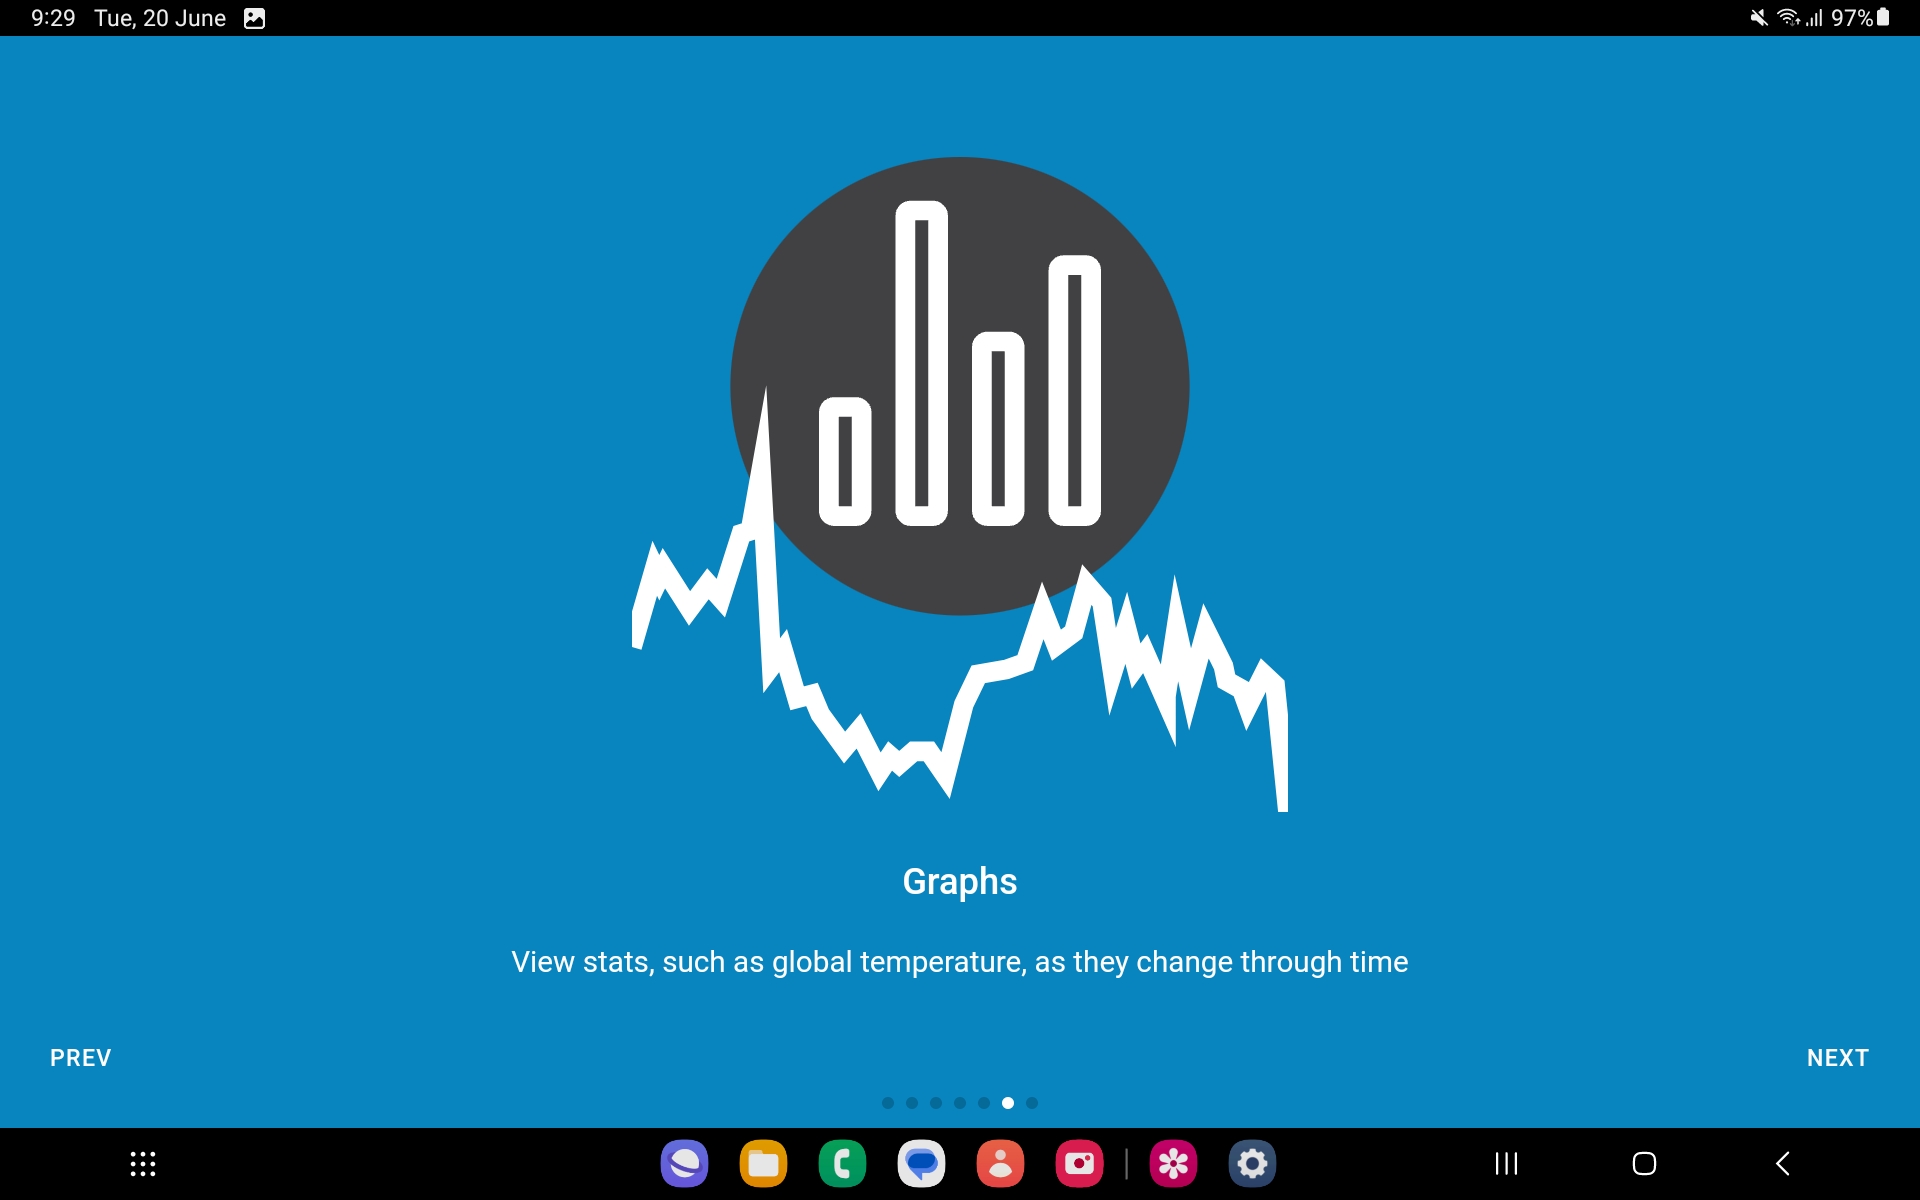 9:29 Tue, 20 June 97%
Graphs
View stats, such as global temperature, as they change through time
PREV NEXT